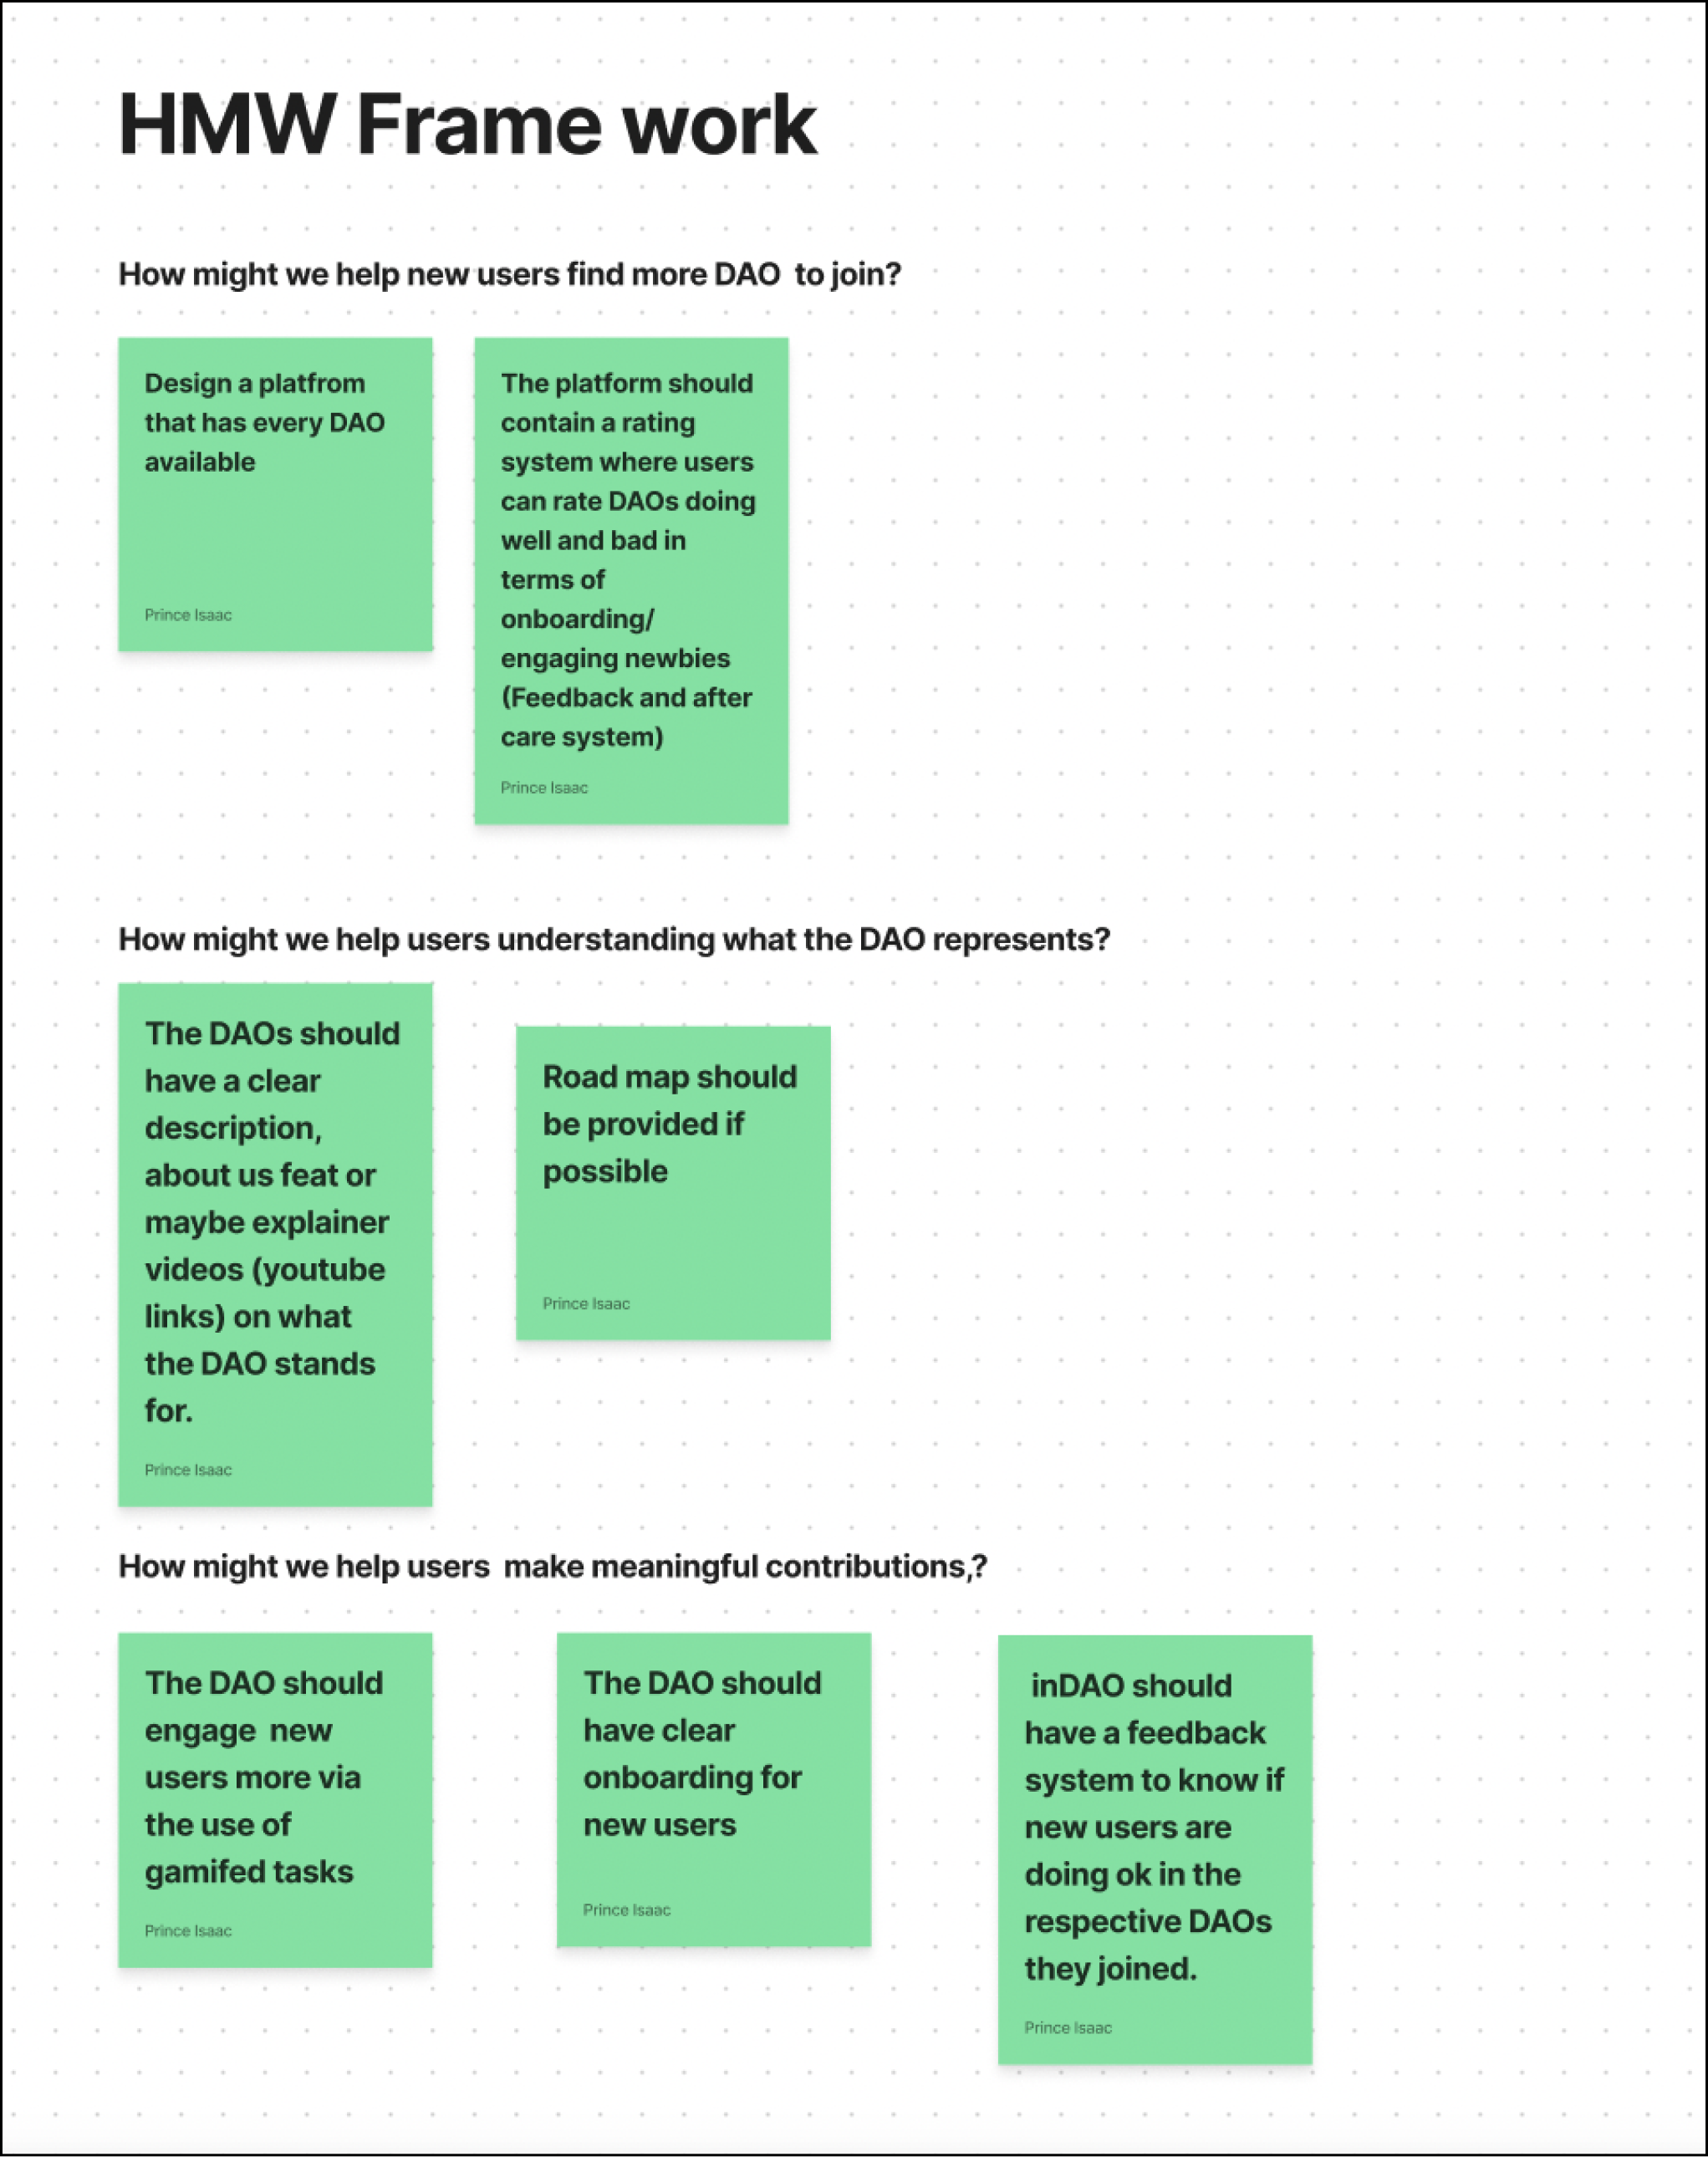 HMW Frame work
How might we help new users find more DAO  to join?
Design a platfrom
that has every DAO
available
Prince Isaac
The platform should
contain a rating
system where users
can rate DAOs doing
well and bad in
terms of
onboarding/
engaging newbies
(Feedback and after
care system)
Prince Isaac
How might we help users understanding what the DAO represents?
The DAOs should
have a clear
description,
about us feat or
maybe explainer
videos (youtube
links) on what
the DAO stands
for.
Prince Isaac
Road map should
be provided if
possible
Prince Isaac
How might we help users  make meaningful contributions,?
The DAO should
engage  new
users more via
the use of
gamifed tasks
Prince Isaac
The DAO should
have clear
onboarding for
new users
Prince Isaac
inDAO should
have a feedback
system to know if
new users are
doing ok in the
respective DAOs
they joined.
Prince Isaac